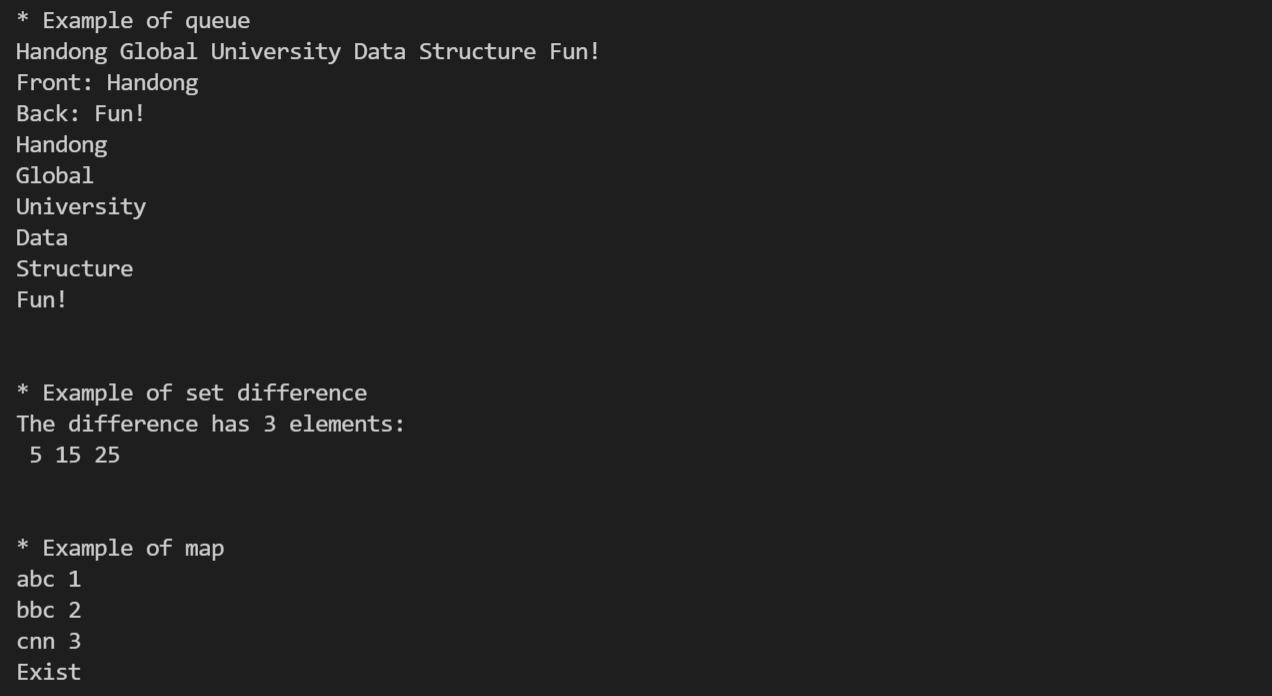 * Example of queue
Handong Global University Data Structure Fun!
Front: Handong
Back: Fun!
Handong
Global
University
Data
Structure
Fun!
* Example of set difference
The difference has 3 elements:
 5 15 25
* Example of map
abc 1
bbc 2
cnn 3
Exist